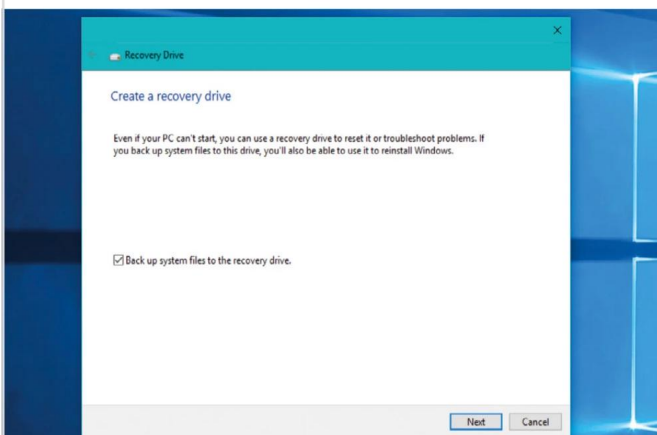 Recovery Drive
Create a recovery drive
Even if your PC can't start, you can use a recovery drive to reset it or troubleshoot problems. If
you back up system files to this drive, you'll also be able to use it to reinstall Windows.
Back up system files to the recovery drive.
Next Cancel